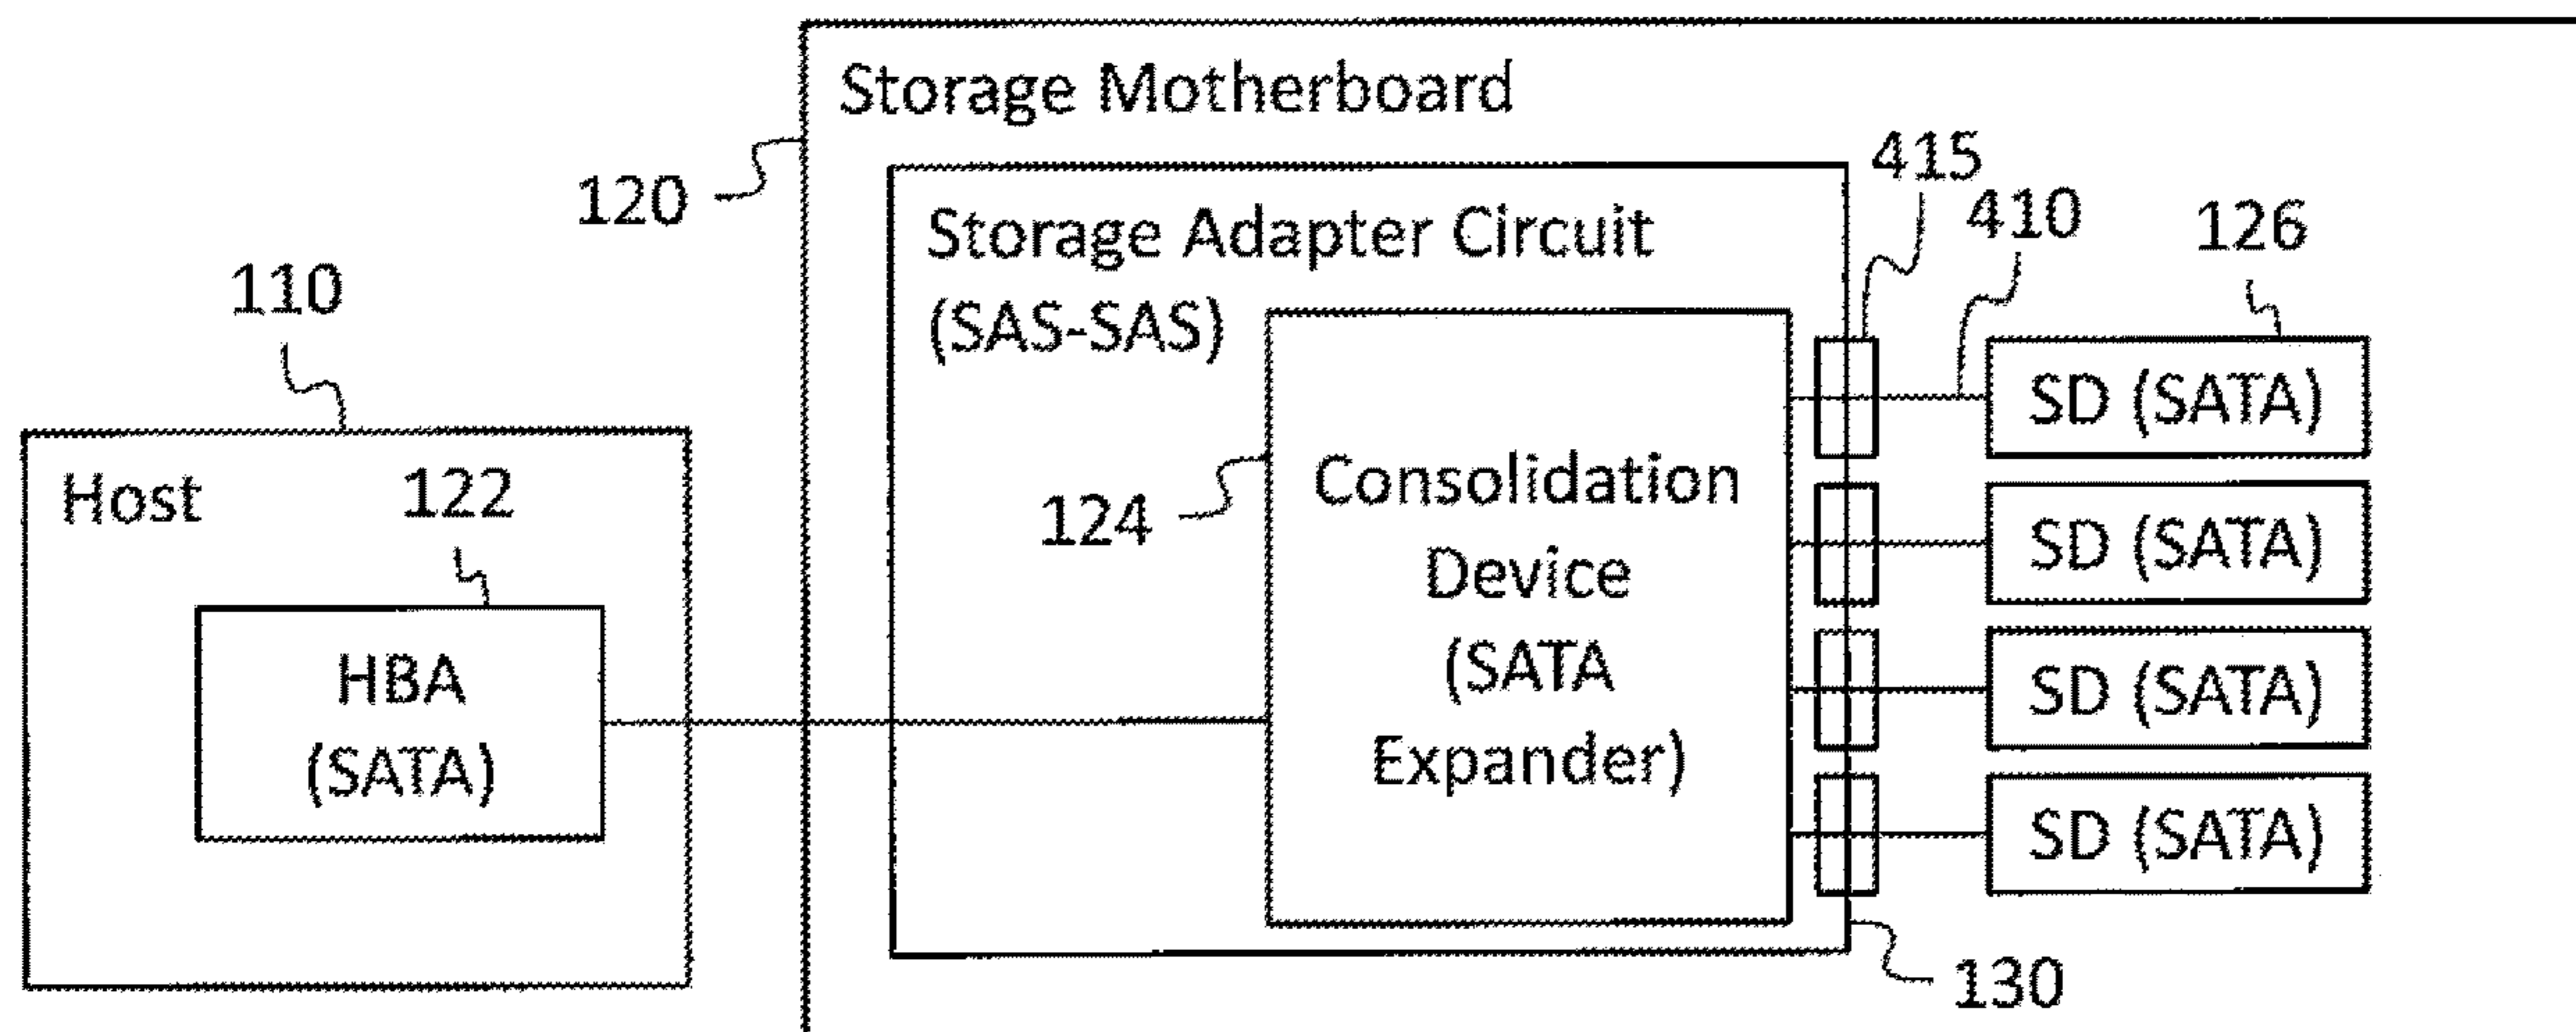 Storage Motherboard
120
415
410
126
Storage Adapter Circuit
(SAS-SAS)
110
Host
122
HBA
(SATA)
124
Consolidation
Device
(SATA
Expander)
SD (SATA)
SD (SATA)
SD (SATA)
SD (SATA)
130